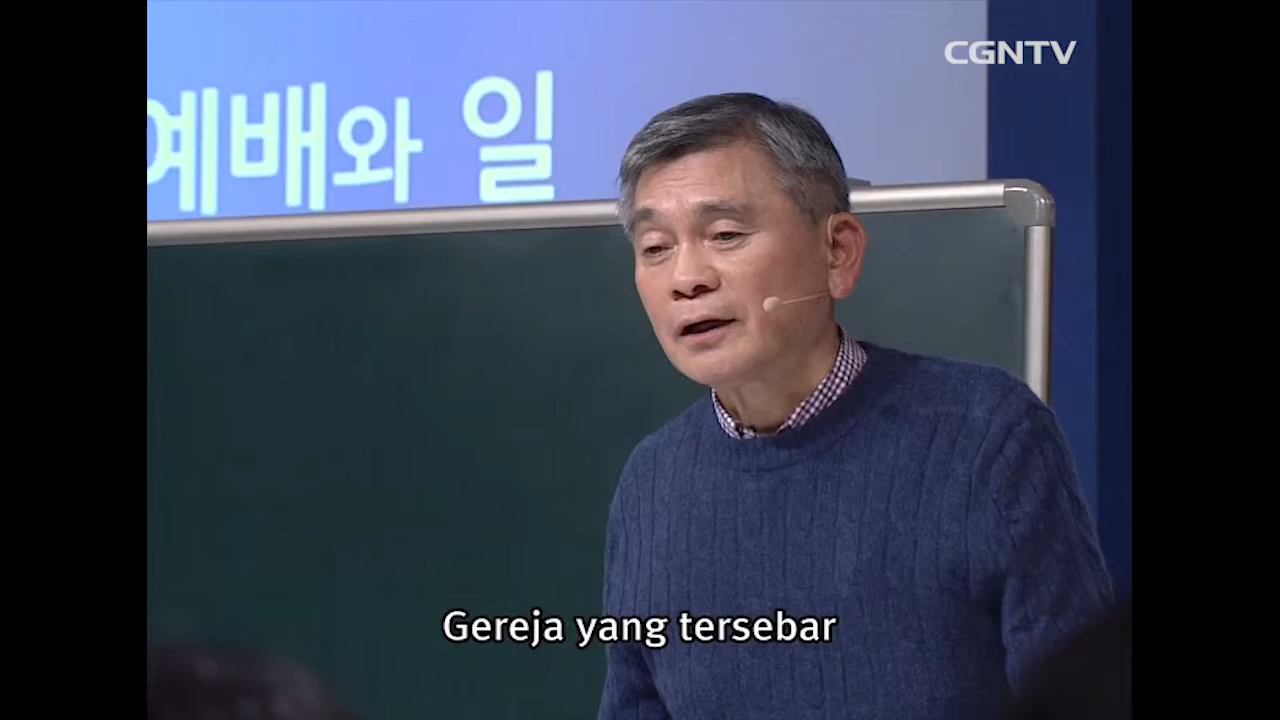 CGNTV
예배와 일
Gereja yang tersebar